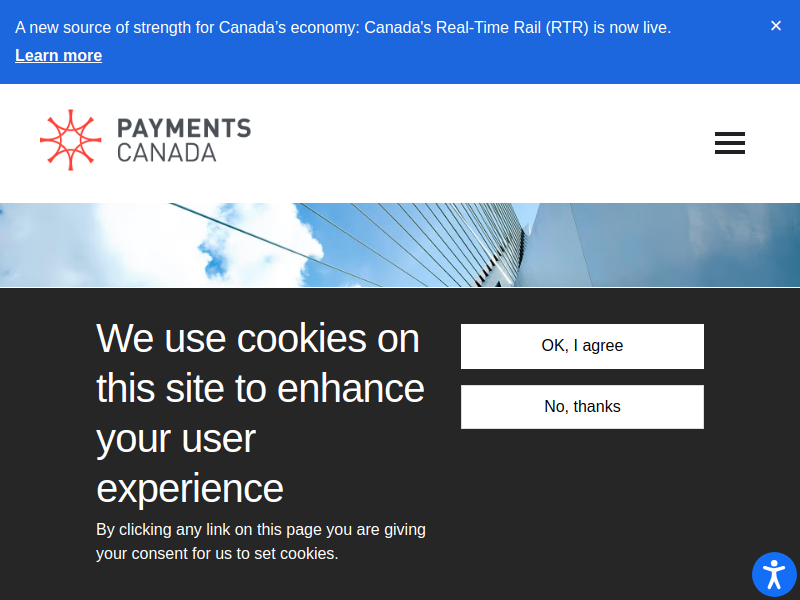 A new source of strength for Canada’s economy: Canada's Real-Time Rail (RTR) is now live.
Learn more
PAYMENTS
CANADA
We use cookies on
this site to enhance
your user
experience
By clicking any link on this page you are giving
your consent for us to set cookies.
OK, I agree
No, thanks